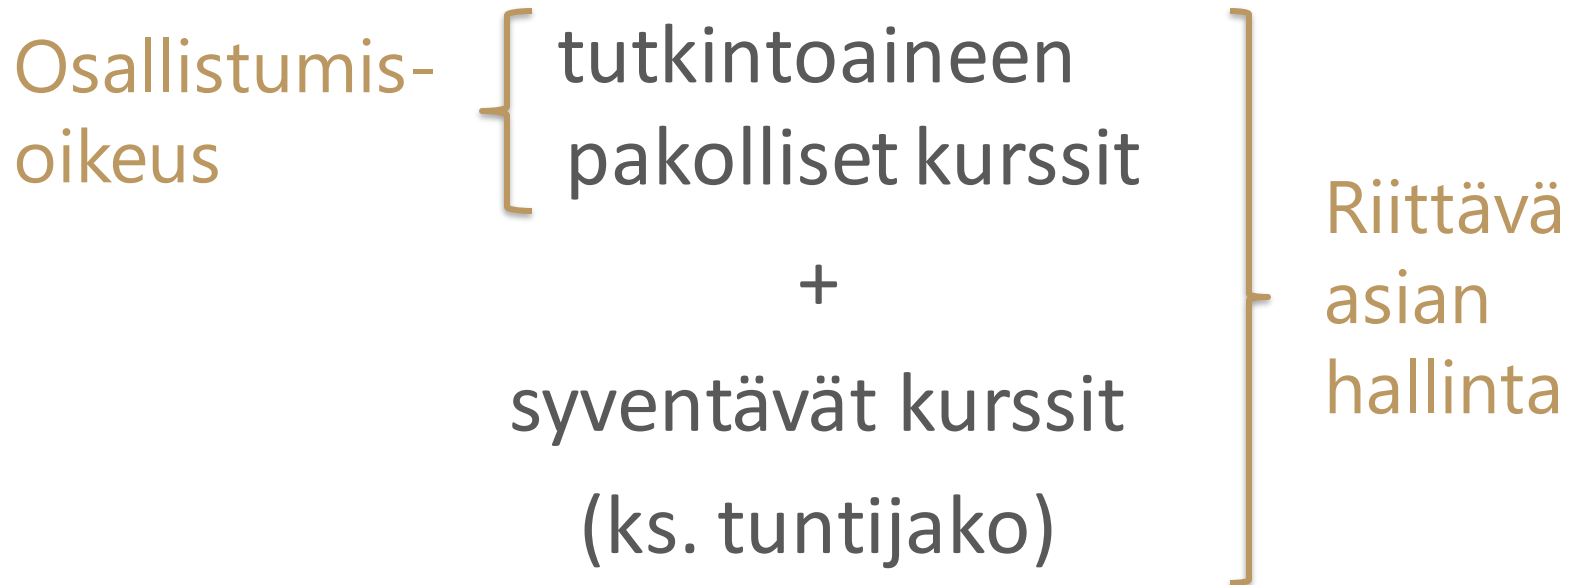 Osallistumis-
oikeus
tutkintoaineen
pakolliset kurssit
+
syventävät kurssit
(ks. tuntijako)
Riittävä
asian
hallinta